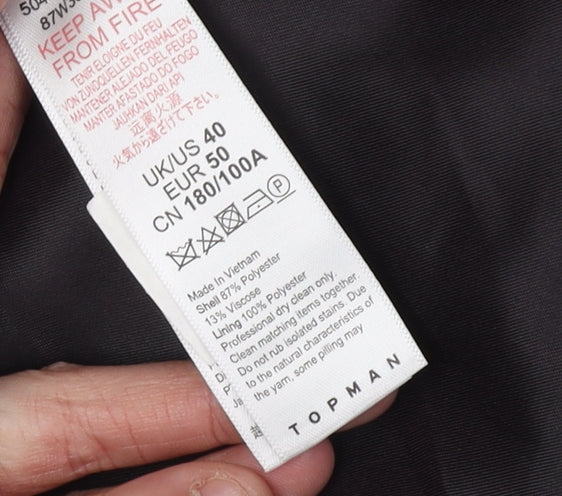 KEEP
FROM FIRE
TENIR ELOIGNE DU FEU
VON ZUNDQUELLEN FERNHALTEN
MANTENER ALEJADO DEL FUEGO
MANTER AFASTADO DO FOGO
JAUHKAN DARI API
远离火源
火気から遠ざけて下さい。
UK/US 40
EUR 50
CN 180/100A
P
Made In Vietnam
Shell 87% Polyester
13% Viscose
Lining 100% Polyester
Professional dry clean only.
Clean matching items together.
Do not rub isolated stains. Due
to the natural characteristics of
the yarn, some pilling may
TOPMAN